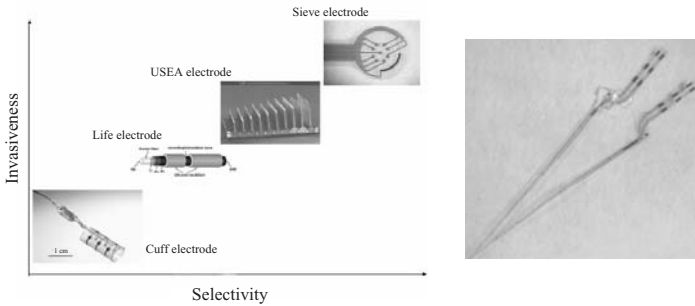 Sieve electrode
USEA electrode
Life electrode
Invasiveness
1 cm
Cuff electrode
Selectivity